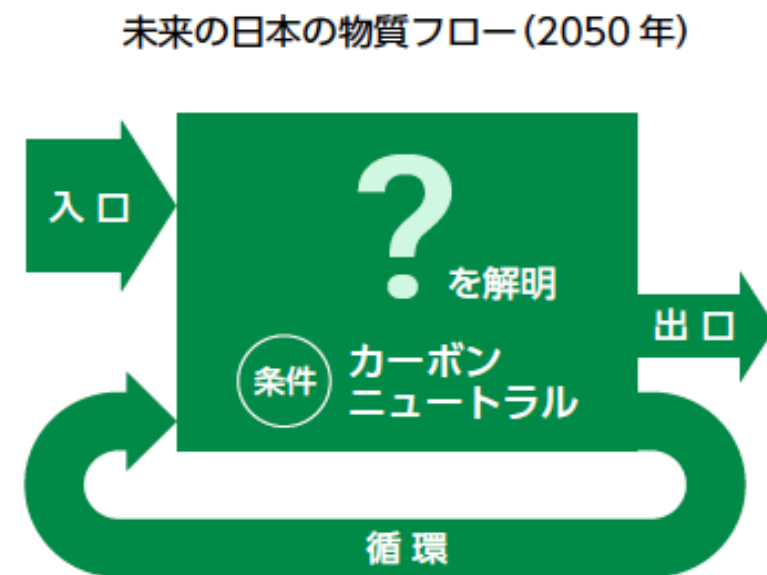 未来の日本の物質フロー(2050 年)
入 口
?
を解明
出 口
条件
カーボン
ニュートラル
循 環